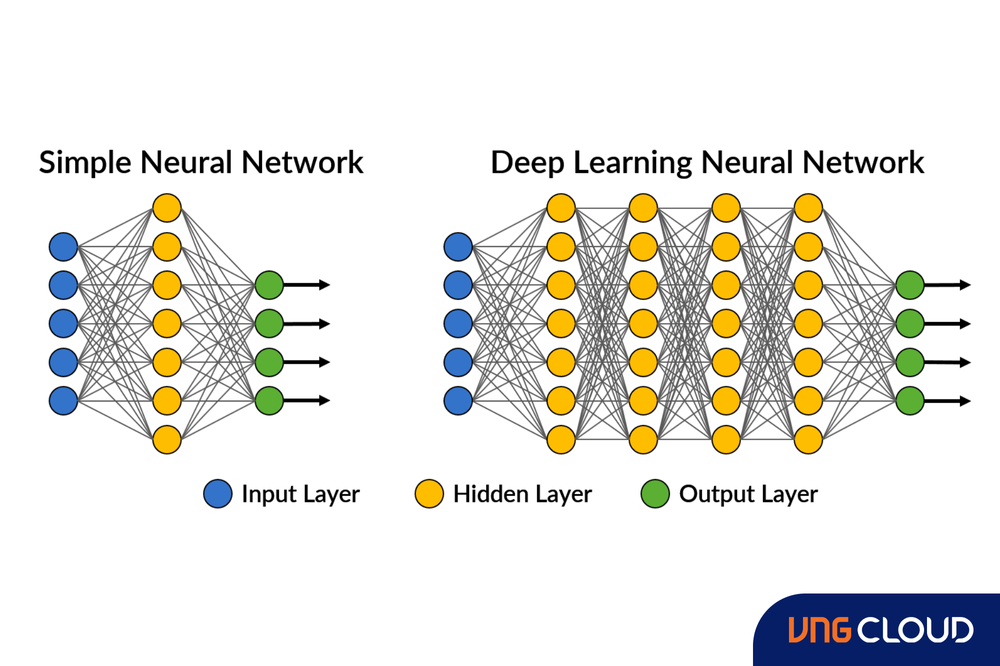 Simple Neural Network
Deep Learning Neural Network
Input Layer
Hidden Layer
Output Layer
VNG CLOUD